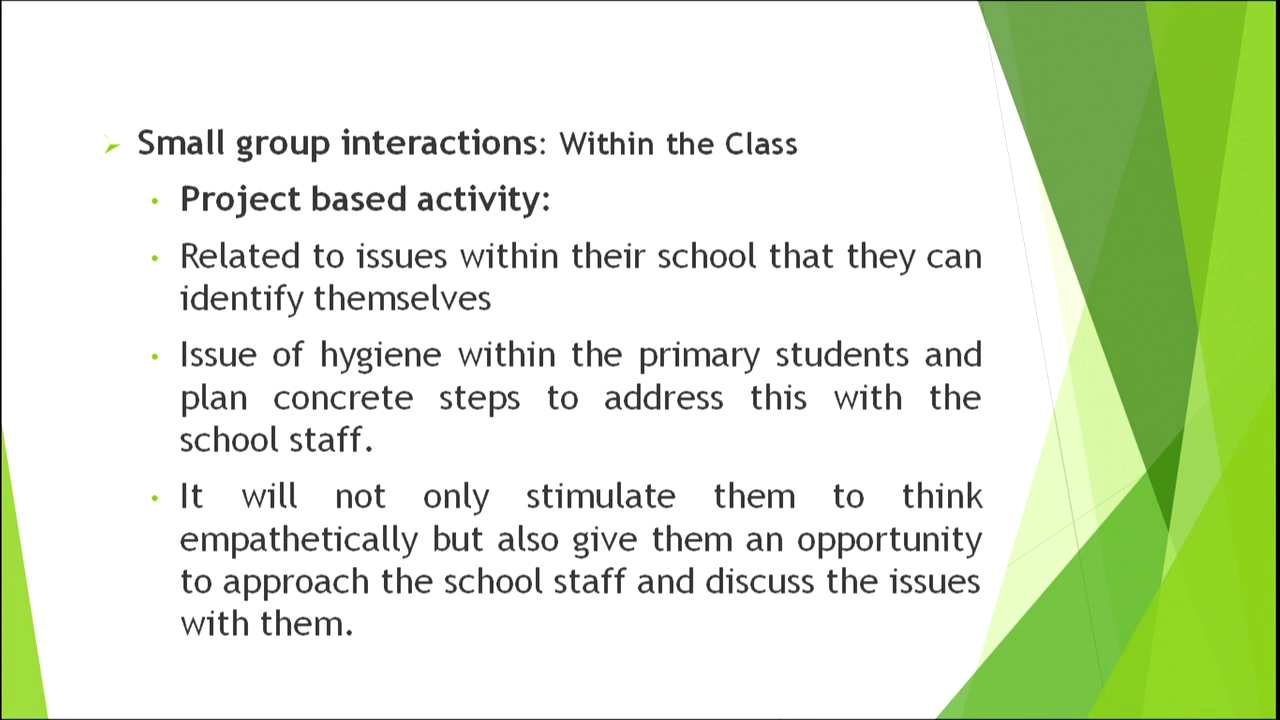 Small group interactions: Within the Class
Project based activity:
Related to issues within their school that they can
identify themselves
Issue of hygiene within the primary students and
plan concrete steps to address this with the
school staff.
It will not only stimulate them to think
empathetically but also give them an opportunity
to approach the school staff and discuss the issues
with them.